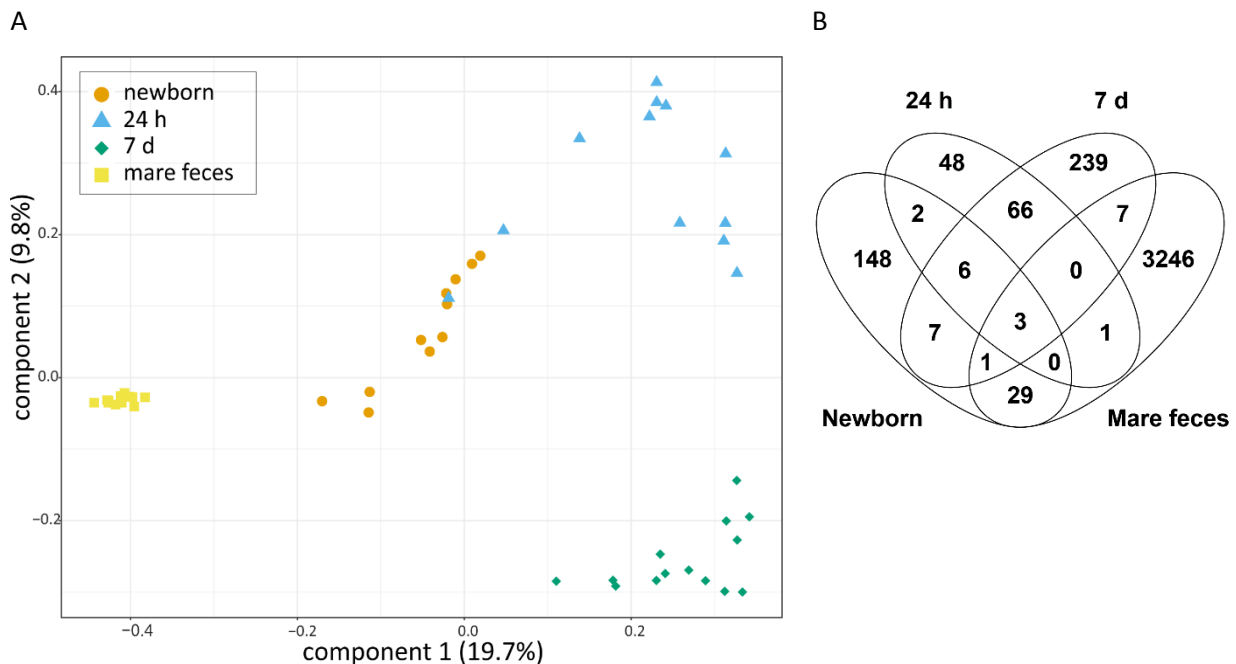 A
B
newborn
24 h
7 d
mare feces
0.4
0.2
0.0
−0.2
−0.4
−0.2
0.0
0.2
component 2 (9.8%)
component 1 (19.7%)
24 h 7 d
48 239
2 66 7
148 6 0 3246
7 3 1
1 0
29
Newborn Mare feces